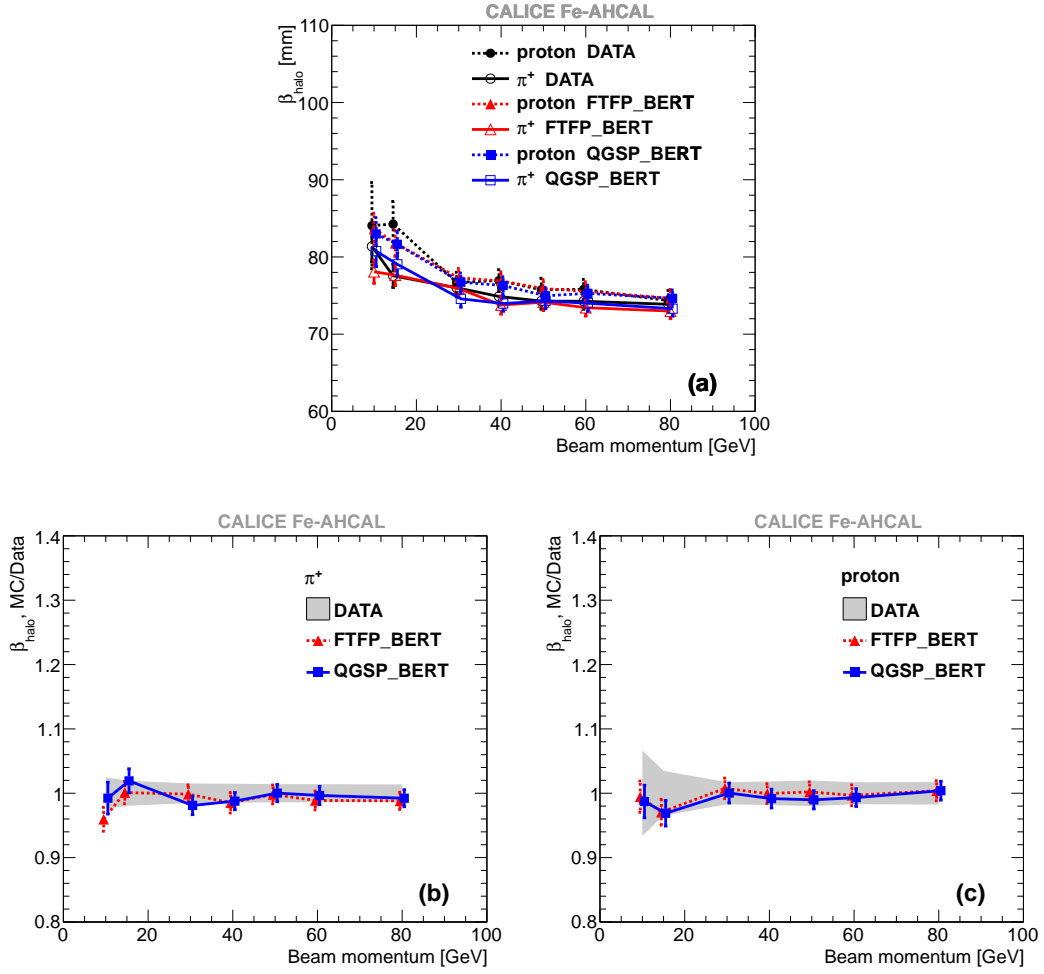 CALICE Fe-AHCAL
β_halo [mm]
110
100
90
80
70
60
proton DATA
π⁺ DATA
proton FTFP_BERT
π⁺ FTFP_BERT
proton QGSP_BERT
π⁺ QGSP_BERT
(a)
0 20 40 60 80 100
Beam momentum [GeV]
CALICE Fe-AHCAL
β_halo, MC/Data
1.4
1.3
1.2
1.1
1
0.9
0.8
π⁺
DATA
FTFP_BERT
QGSP_BERT
(b)
0 20 40 60 80 100
Beam momentum [GeV]
CALICE Fe-AHCAL
β_halo, MC/Data
1.4
1.3
1.2
1.1
1
0.9
0.8
proton
DATA
FTFP_BERT
QGSP_BERT
(c)
0 20 40 60 80 100
Beam momentum [GeV]